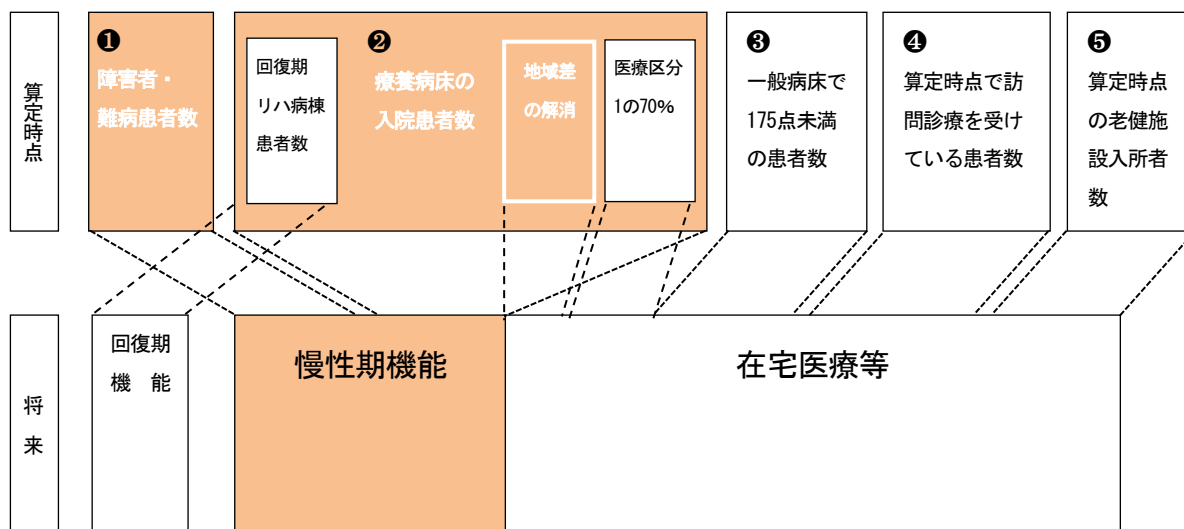 算定時点
❶
障害者・
難病患者数
回復期
リハ病棟
患者数
❷
療養病床の
入院患者数
地域差
の解消
医療区分
1の70%
❸
一般病床で
175点未満
の患者数
❹
算定時点で訪
問診療を受け
ている患者数
❺
算定時点
の老健施
設入所者
数
将来
回復期
機　能
慢性期機能
在宅医療等